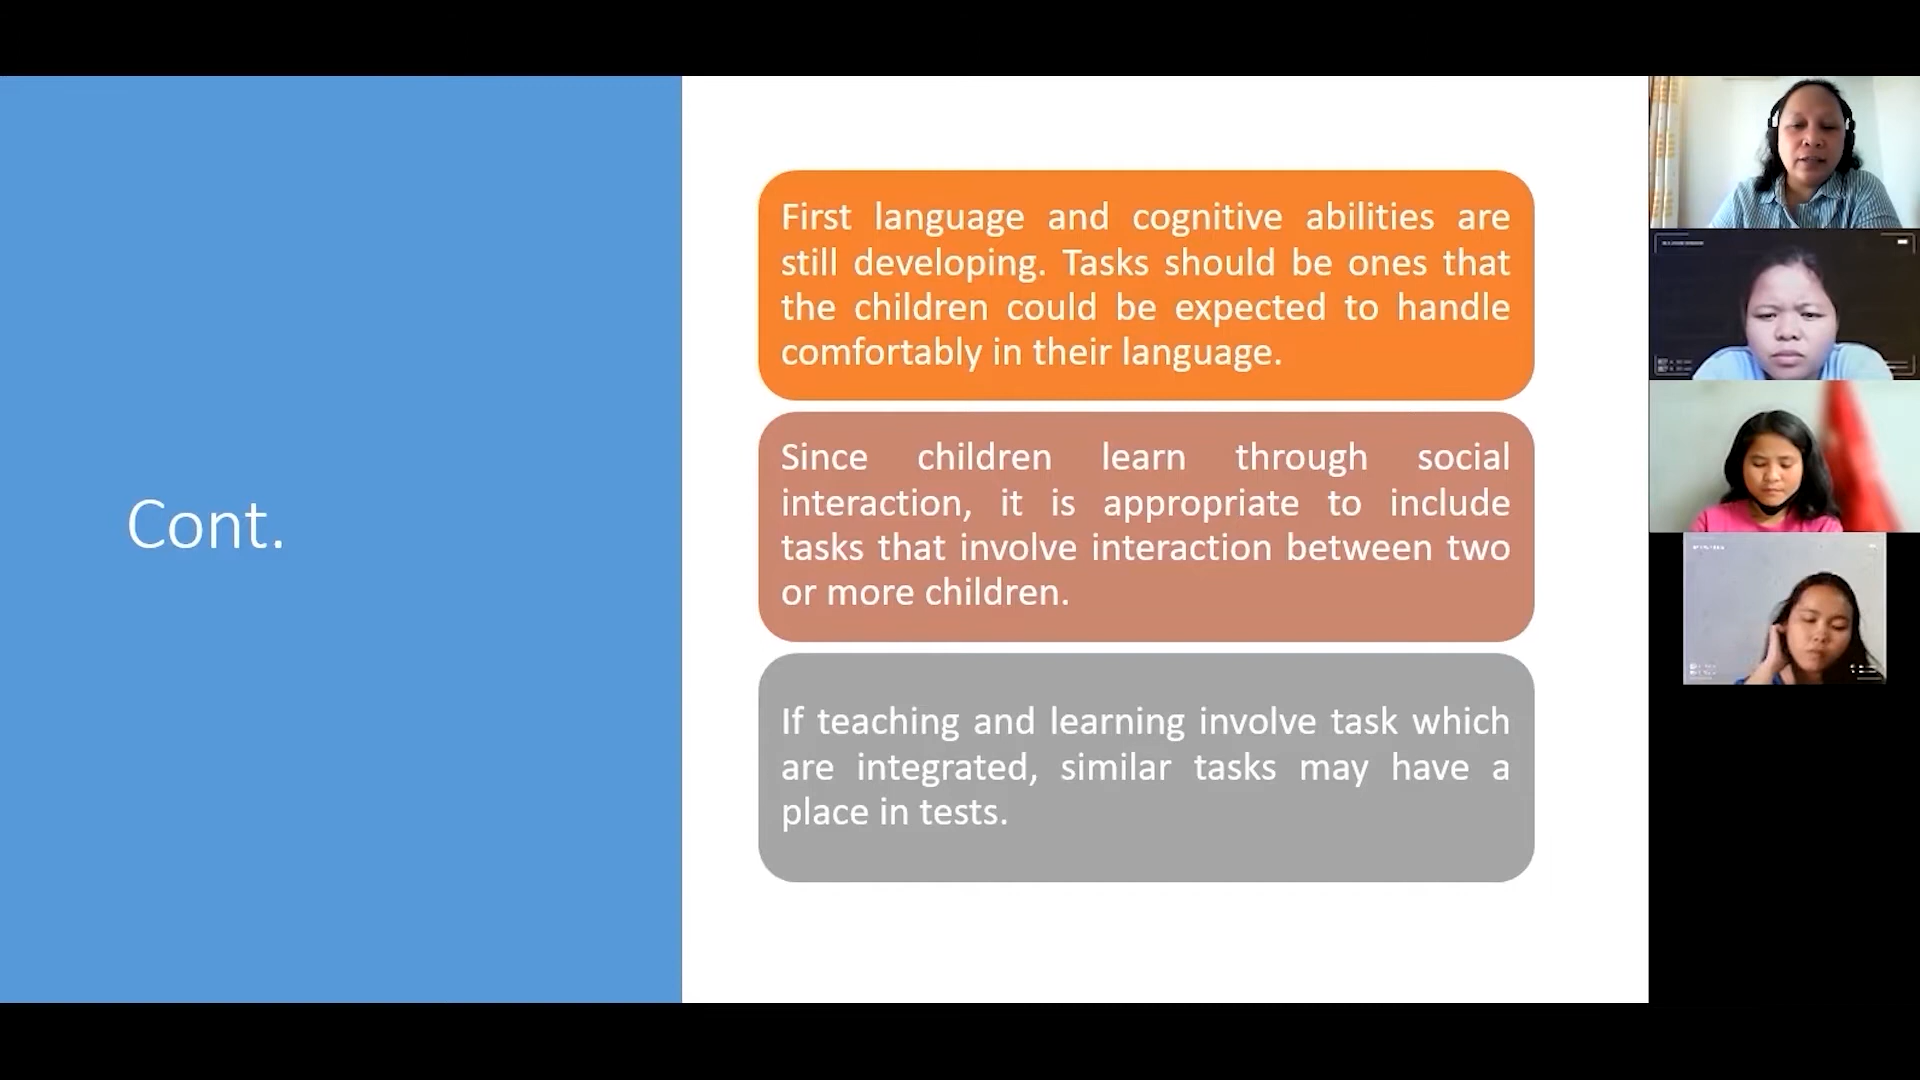 Cont.
First language and cognitive abilities are
still developing. Tasks should be ones that
the children could be expected to handle
comfortably in their language.
Since children learn through social
interaction, it is appropriate to include
tasks that involve interaction between two
or more children.
If teaching and learning involve task which
are integrated, similar tasks may have a
place in tests.